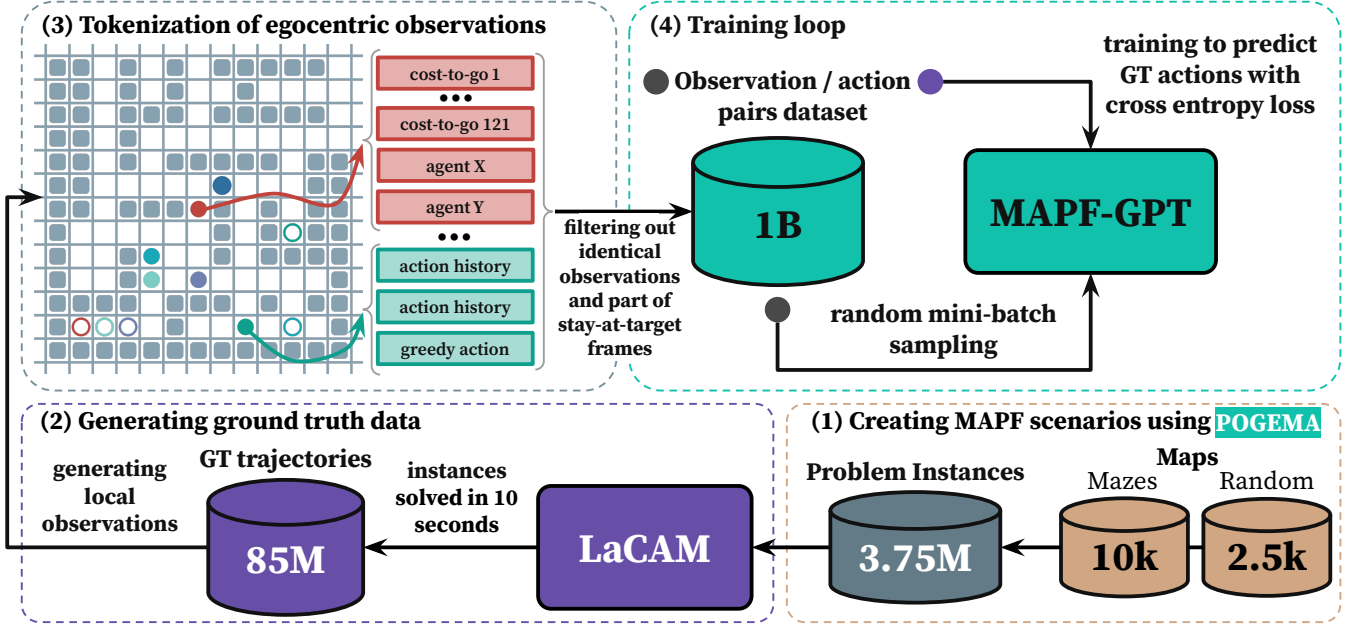 (3) Tokenization of egocentric observations
cost-to-go 1
•••
cost-to-go 121
agent X
agent Y
•••
action history
action history
greedy action
filtering out
identical
observations
and part of
stay-at-target
frames
(4) Training loop
Observation / action
pairs dataset
1B
training to predict
GT actions with
cross entropy loss
MAPF-GPT
random mini-batch
sampling
(2) Generating ground truth data
generating
local
observations
GT trajectories
85M
instances
solved in 10
seconds
LaCAM
(1) Creating MAPF scenarios using POGEMA
Problem Instances
3.75M
Maps
Mazes
10k
Random
2.5k